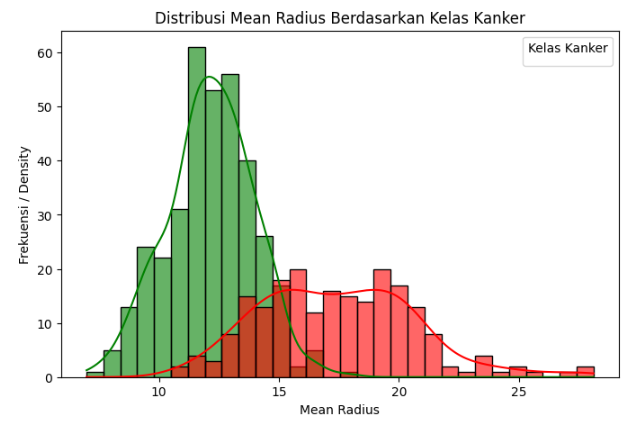 Distribusi Mean Radius Berdasarkan Kelas Kanker
Kelas Kanker
Frekuensi / Density
60
50
40
30
20
10
0
10
15
20
25
Mean Radius